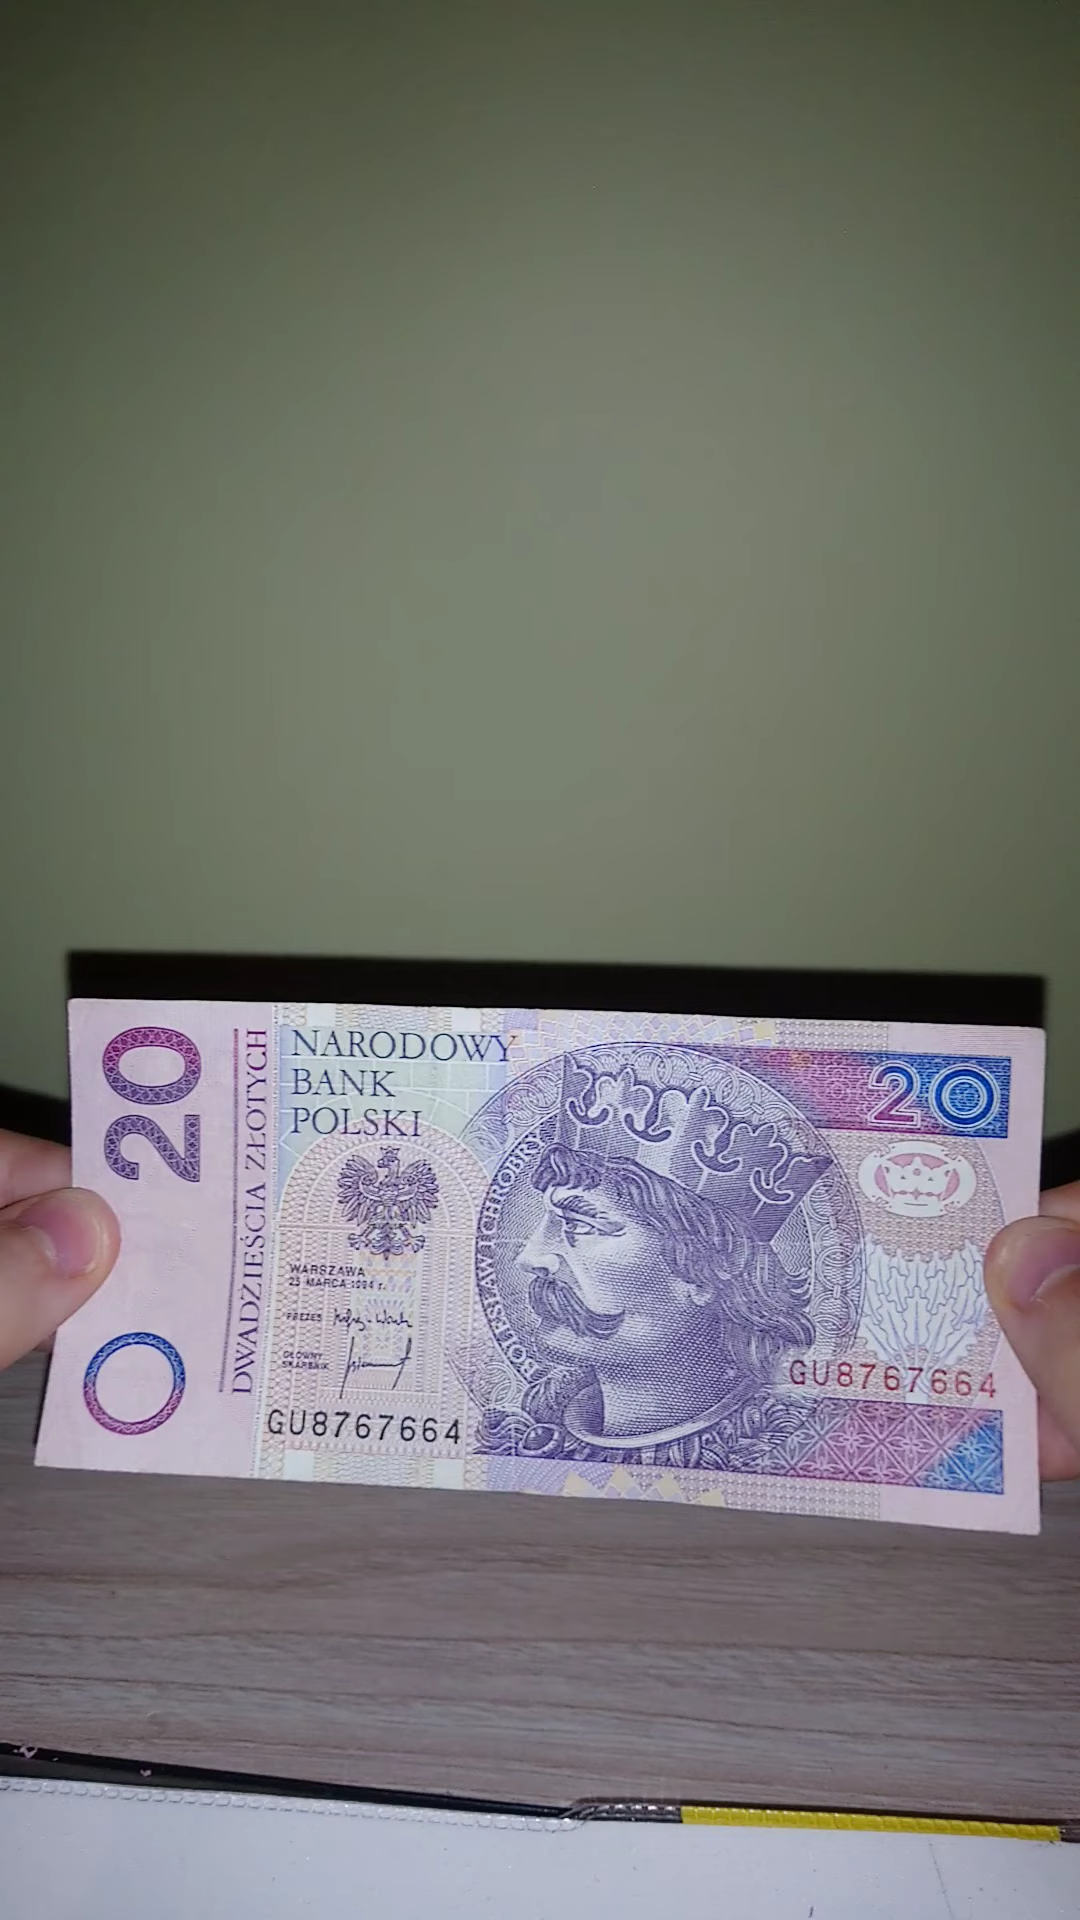 20
DWADZIEŚCIA ZŁOTYCH
NARODOWY
BANK
POLSKI
WARSZAWA
25 MARCA 1994 r.
PREZES
GŁÓWNY
SKARBNIK
GU8767664
BOLESŁAW I CHROBRY
20
GU8767664